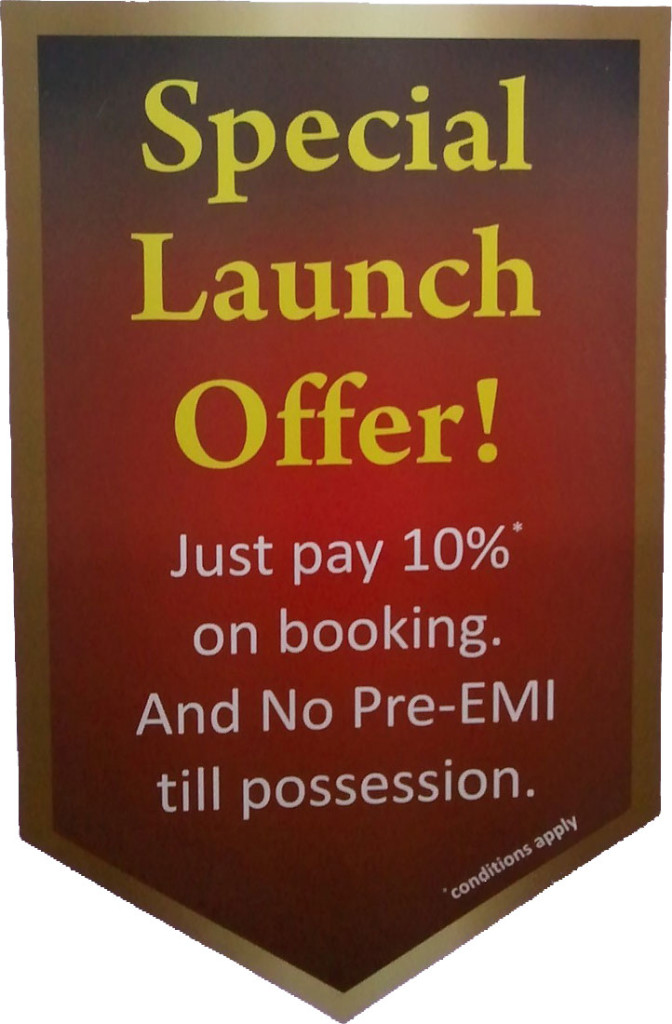 Special
Launch
Offer!
Just pay 10%*
on booking.
And No Pre-EMI
till possession.
*conditions apply